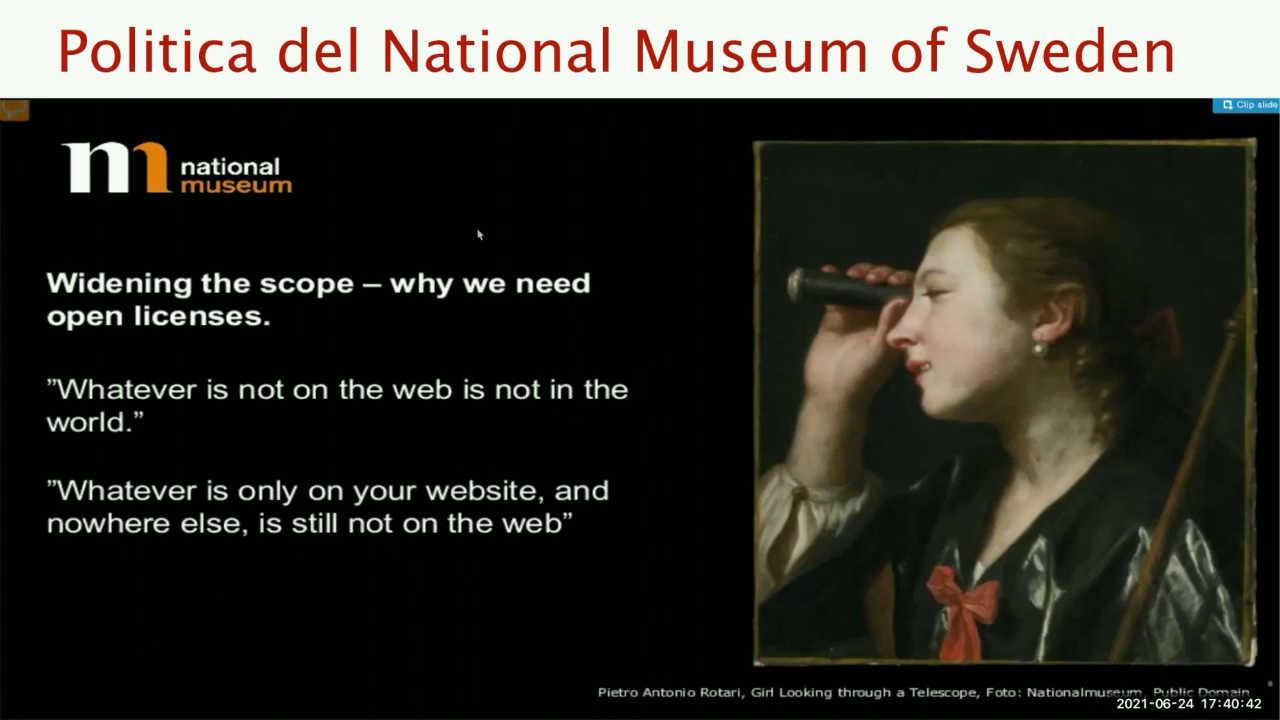 Politica del National Museum of Sweden
Clip slide
m national
museum
Widening the scope – why we need
open licenses.
”Whatever is not on the web is not in the
world.”
”Whatever is only on your website, and
nowhere else, is still not on the web”
Pietro Antonio Rotari, Girl Looking through a Telescope, Foto: Nationalmuseum, Public Domain
2021-06-24 17:40:42